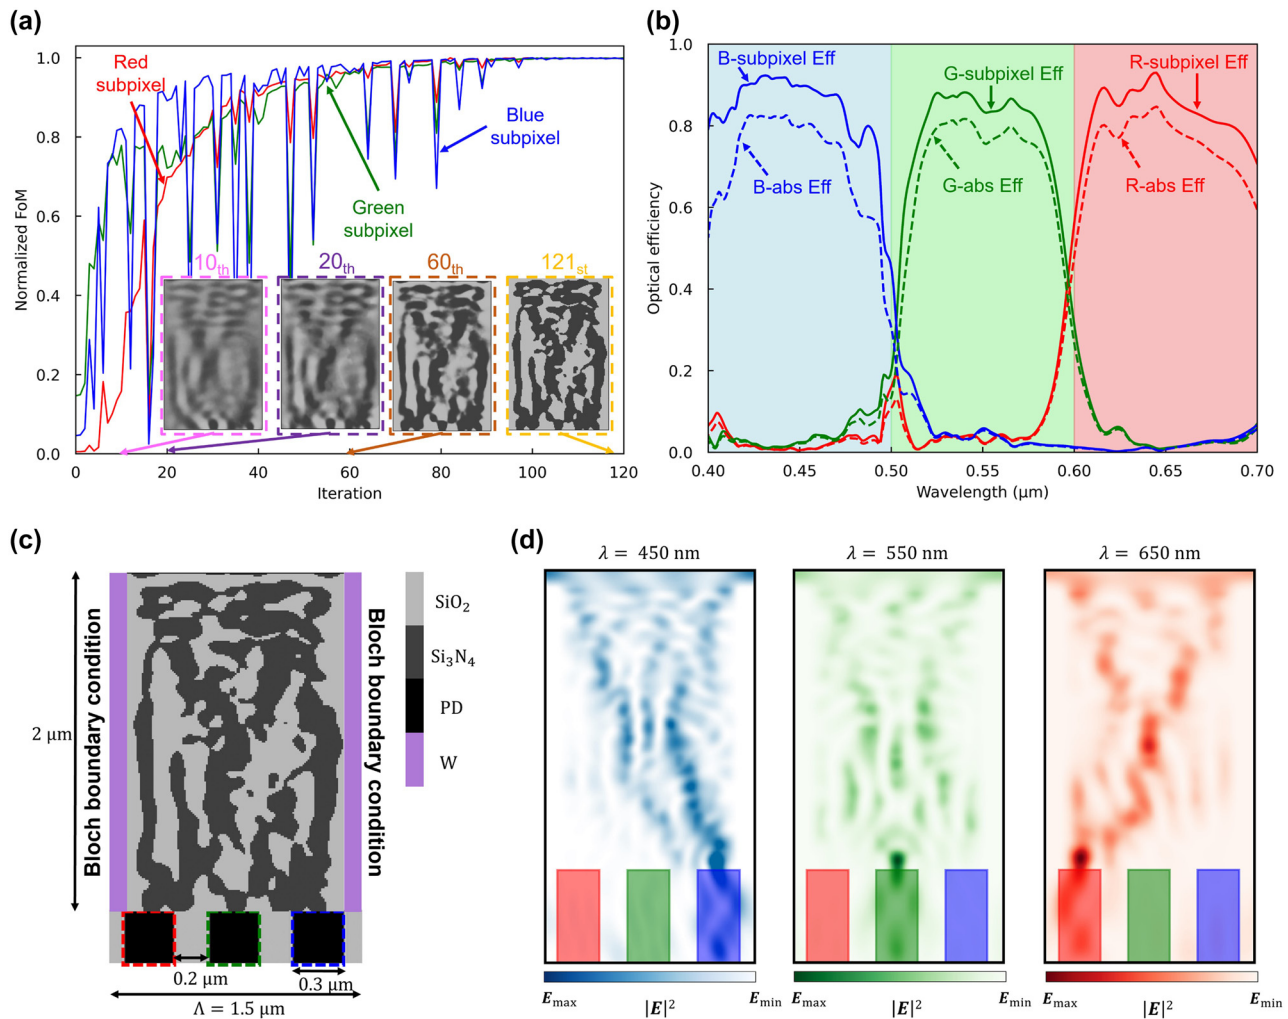 (a)
Normalized FoM
1.0
0.8
0.6
0.4
0.2
0.0
0
20
40
60
80
100
120
Iteration
Red
subpixel
Blue
subpixel
Green
subpixel
10th
20th
60th
121st
(b)
Optical efficiency
1.0
0.8
0.6
0.4
0.2
0.0
0.40
0.45
0.50
0.55
0.60
0.65
0.70
Wavelength (μm)
B-subpixel Eff
G-subpixel Eff
R-subpixel Eff
B-abs Eff
G-abs Eff
R-abs Eff
(c)
2 μm
Bloch boundary condition
Bloch boundary condition
SiO₂
Si₃N₄
PD
W
0.2 μm
0.3 μm
Λ = 1.5 μm
(d)
λ = 450 nm
λ = 550 nm
λ = 650 nm
Emax
|E|²
Emin
Emax
|E|²
Emin
Emax
|E|²
Emin